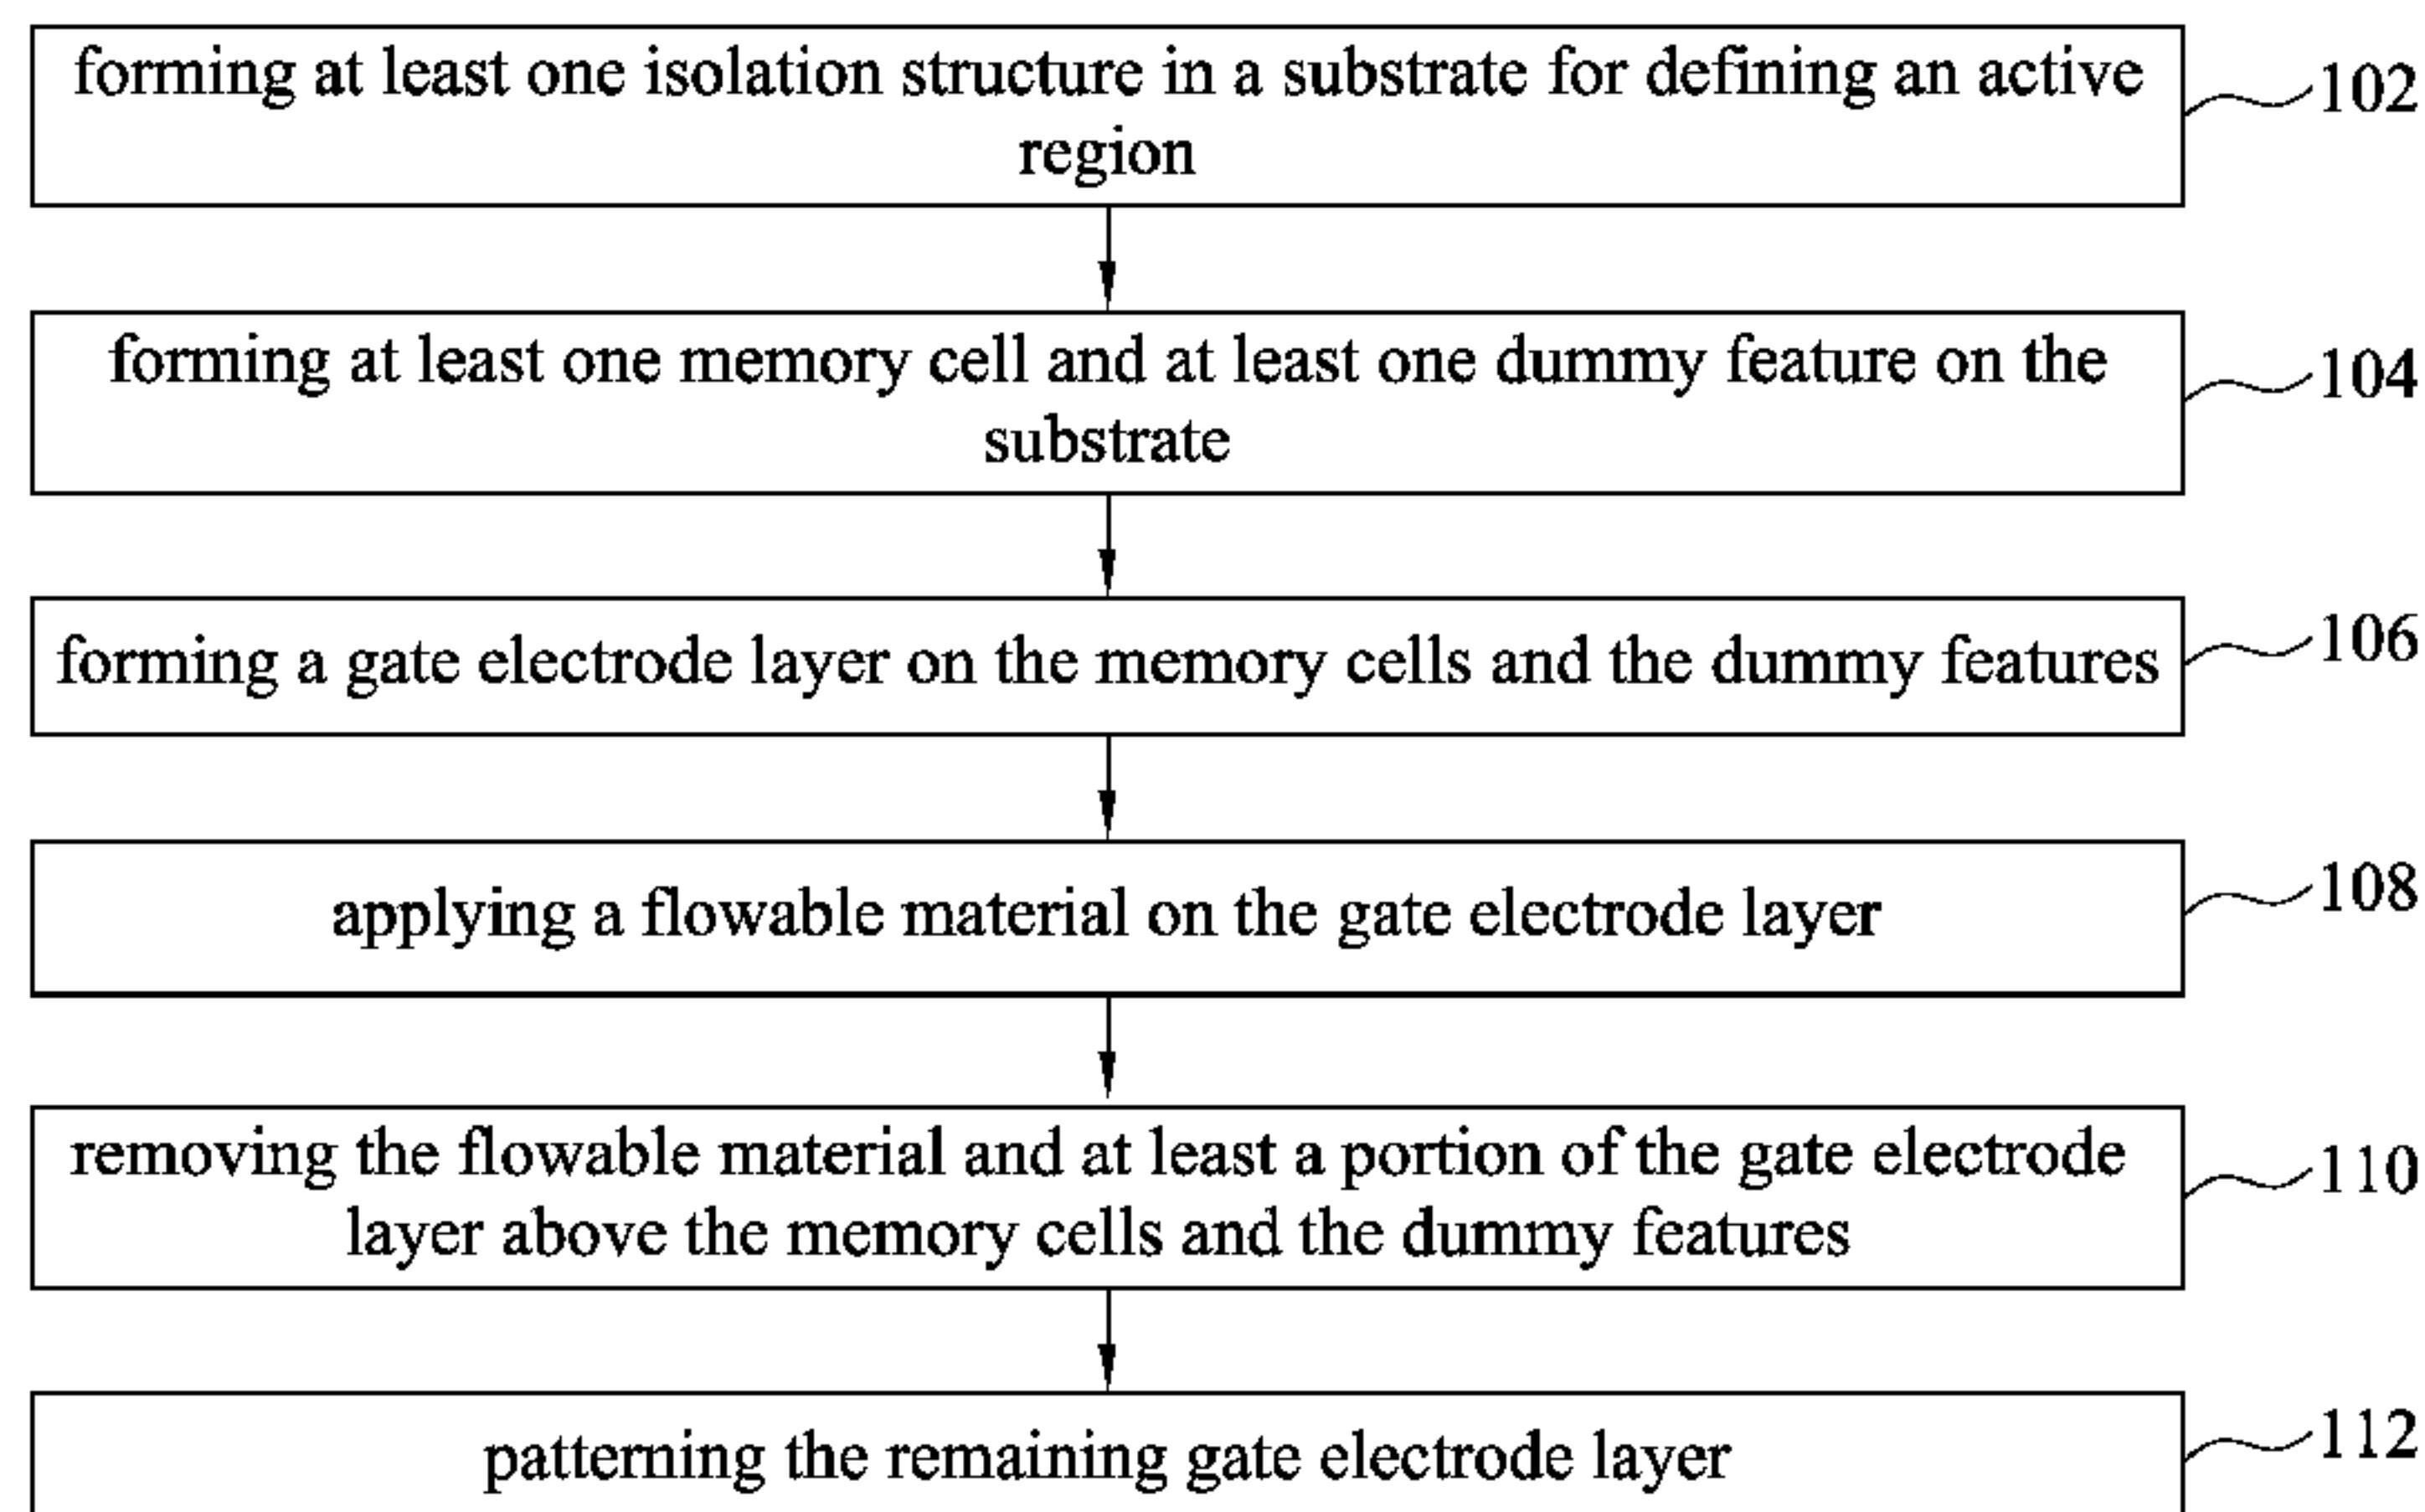 forming at least one isolation structure in a substrate for defining an active
region
102
forming at least one memory cell and at least one dummy feature on the
substrate
104
forming a gate electrode layer on the memory cells and the dummy features
106
applying a flowable material on the gate electrode layer
108
removing the flowable material and at least a portion of the gate electrode
layer above the memory cells and the dummy features
110
patterning the remaining gate electrode layer
112